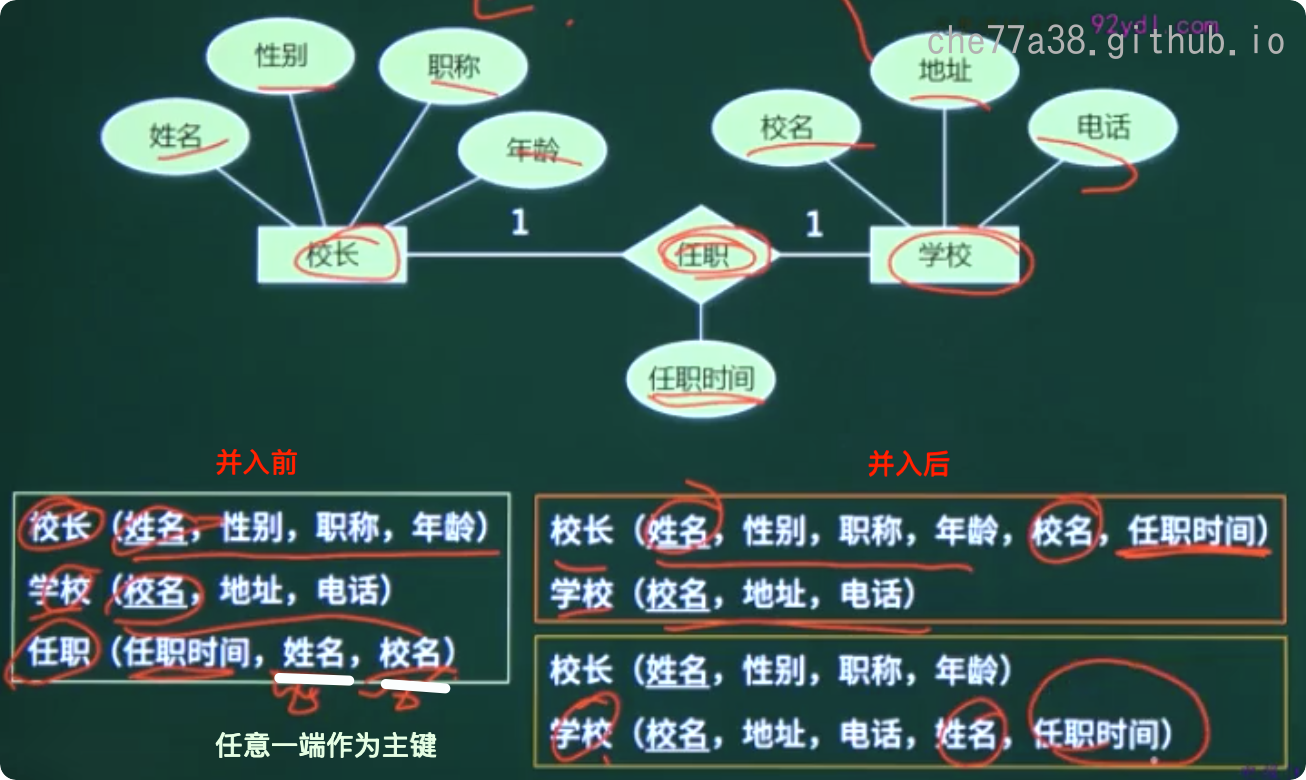 92ydl.com
che77a38.github.io
性别
职称
地址
姓名
年龄
校名
电话
1
1
校长
任职
学校
任职时间
并入前
并入后
校长（姓名，性别，职称，年龄）
学校（校名，地址，电话）
任职（任职时间，姓名，校名）
任意一端作为主键
校长（姓名，性别，职称，年龄，校名，任职时间）
学校（校名，地址，电话）
校长（姓名，性别，职称，年龄）
学校（校名，地址，电话，姓名，任职时间）